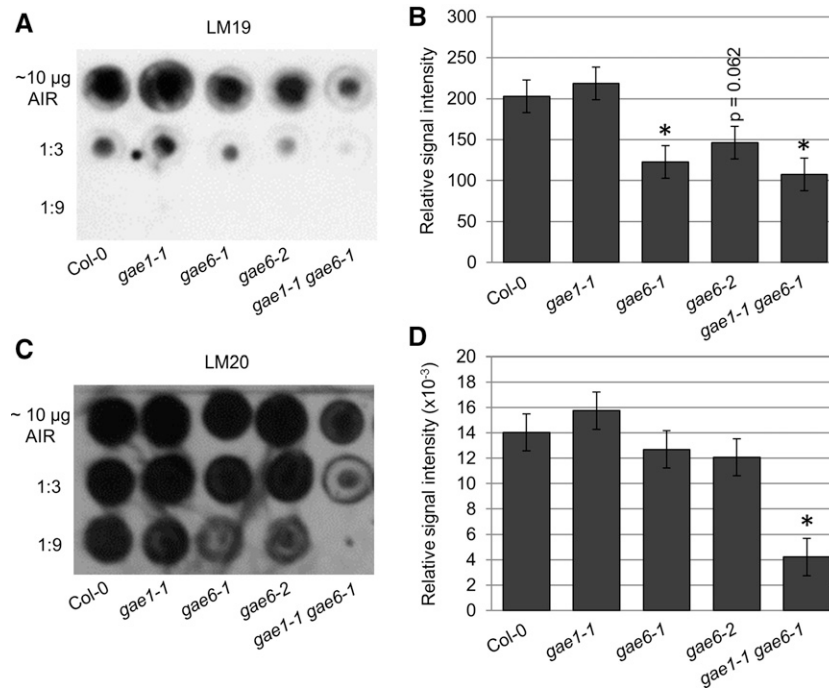 A
LM19
~10 µg
AIR
1:3
1:9
Col-0
gae1-1
gae6-1
gae6-2
gae1-1 gae6-1
B
Relative signal intensity
300
250
200
150
100
50
0
*
p = 0.062
*
Col-0
gae1-1
gae6-1
gae6-2
gae1-1 gae6-1
C
LM20
~ 10 µg
AIR
1:3
1:9
Col-0
gae1-1
gae6-1
gae6-2
gae1-1 gae6-1
D
Relative signal intensity (x10⁻³)
20
18
16
14
12
10
8
6
4
2
0
*
Col-0
gae1-1
gae6-1
gae6-2
gae1-1 gae6-1